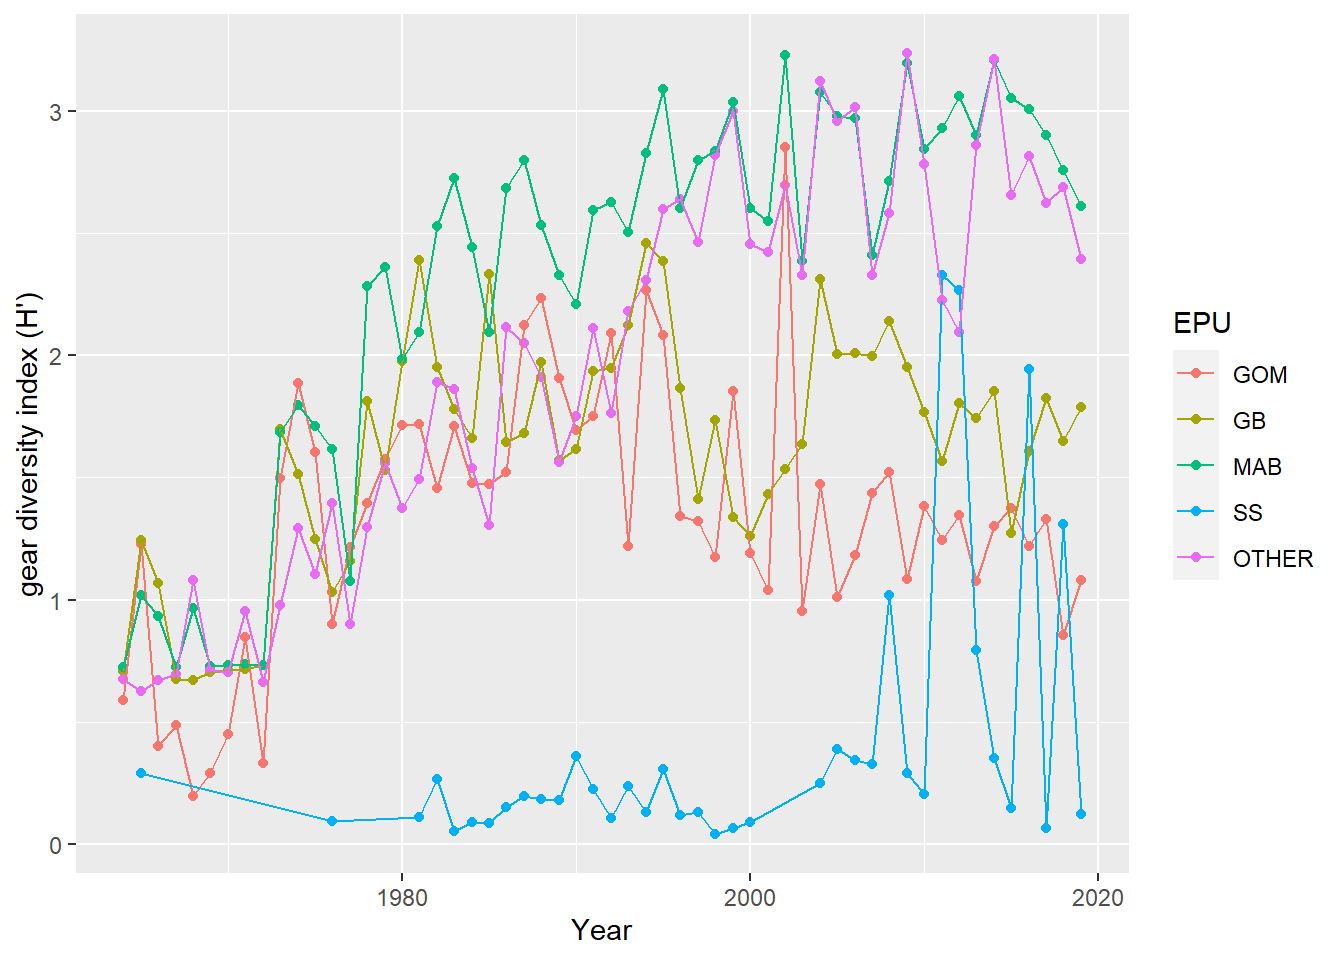 gear diversity index (H')
3
2
1
0
1980
2000
2020
Year
EPU
GOM
GB
MAB
SS
OTHER